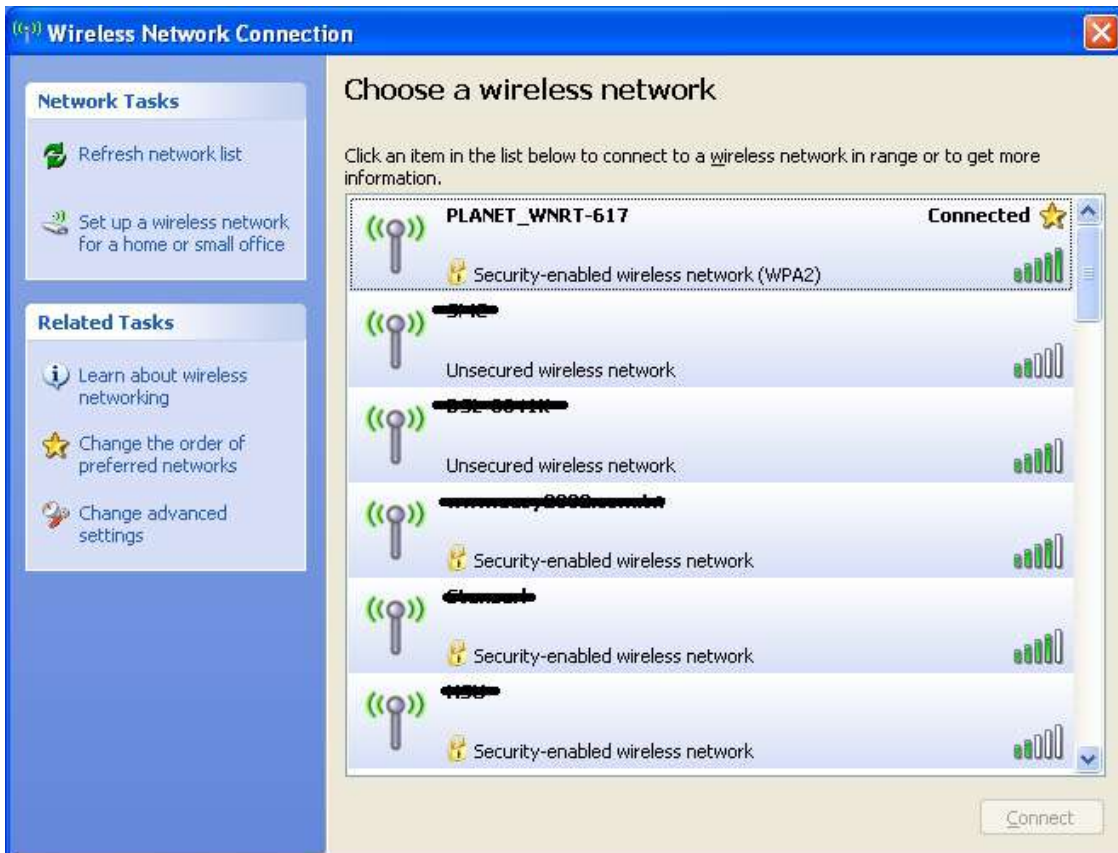 Wireless Network Connection
Network Tasks
Refresh network list
Set up a wireless network
for a home or small office
Related Tasks
Learn about wireless
networking
Change the order of
preferred networks
Change advanced
settings
Choose a wireless network
Click an item in the list below to connect to a wireless network in range or to get more
information.
PLANET_WNRT-617 Connected
Security-enabled wireless network (WPA2)
Unsecured wireless network
Unsecured wireless network
Security-enabled wireless network
Security-enabled wireless network
Security-enabled wireless network
Connect